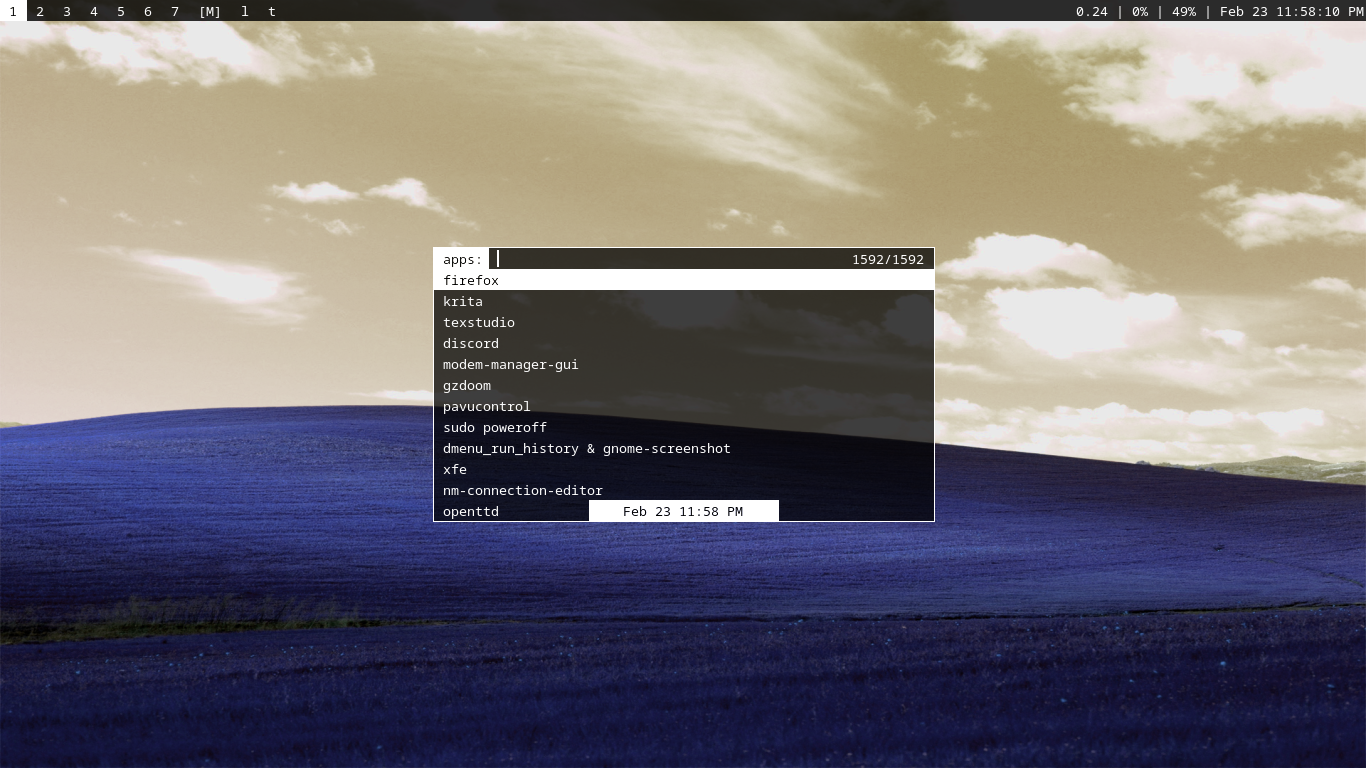 1 2 3 4 5 6 7 [M] l t 0.24 | 0% | 49% | Feb 23 11:58:10 PM
apps: 1592/1592
firefox
krita
texstudio
discord
modem-manager-gui
gzdoom
pavucontrol
sudo poweroff
dmenu_run_history & gnome-screenshot
xfe
nm-connection-editor
openttd Feb 23 11:58 PM